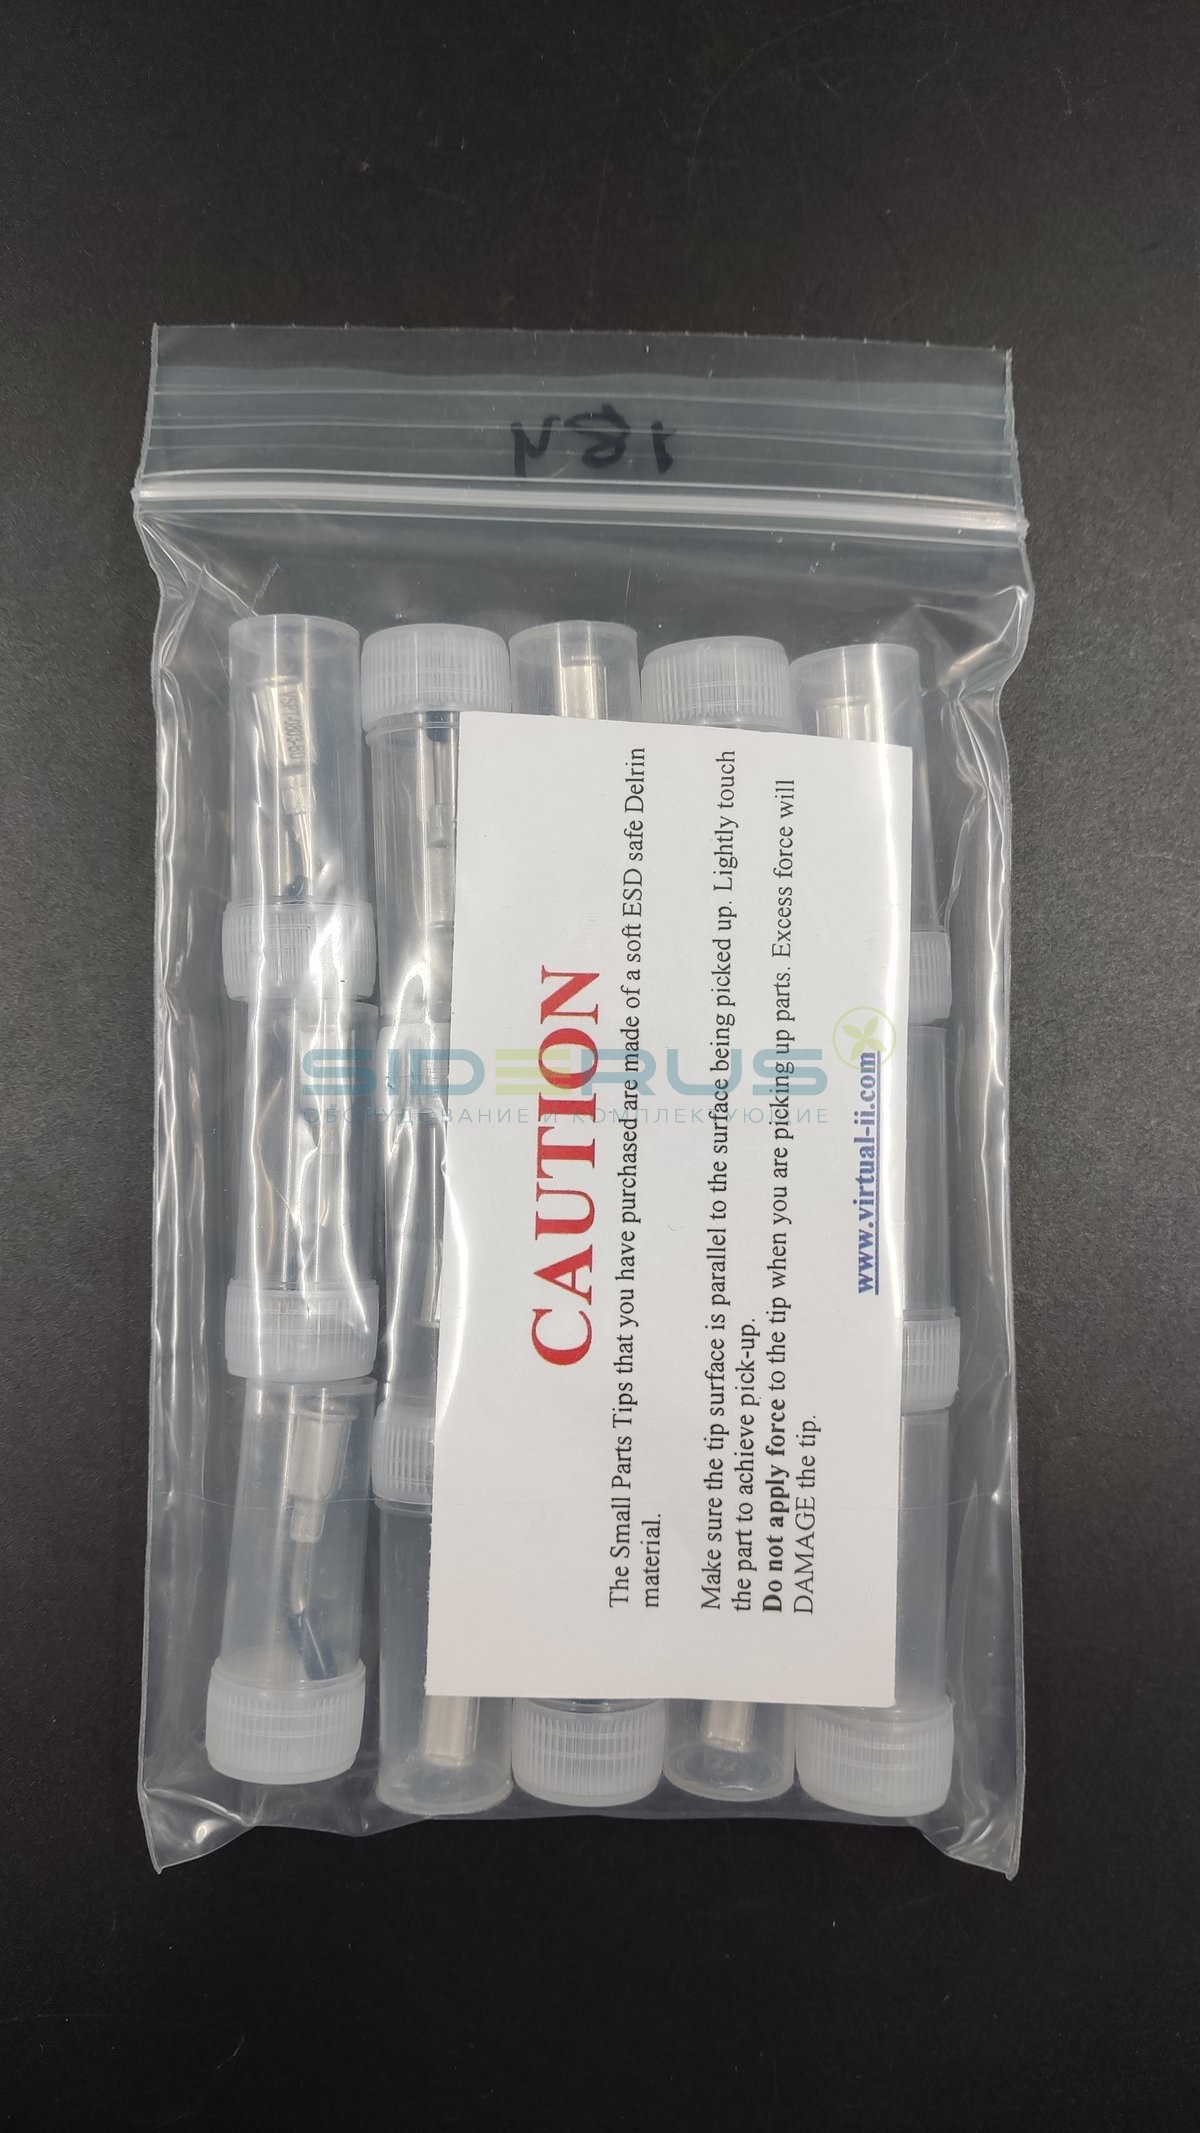 CAUTION
The Small Parts Tips that you have purchased are made of a soft ESD safe Delrin
material.
Make sure the tip surface is parallel to the surface being picked up. Lightly touch
the part to achieve pick-up.
Do not apply force to the tip when you are picking up parts. Excess force will
DAMAGE the tip.
www.virtual-ii.com
SIDERUS
ОБОРУДОВАНИЕ И КОМПЛЕКТУЮЩИЕ